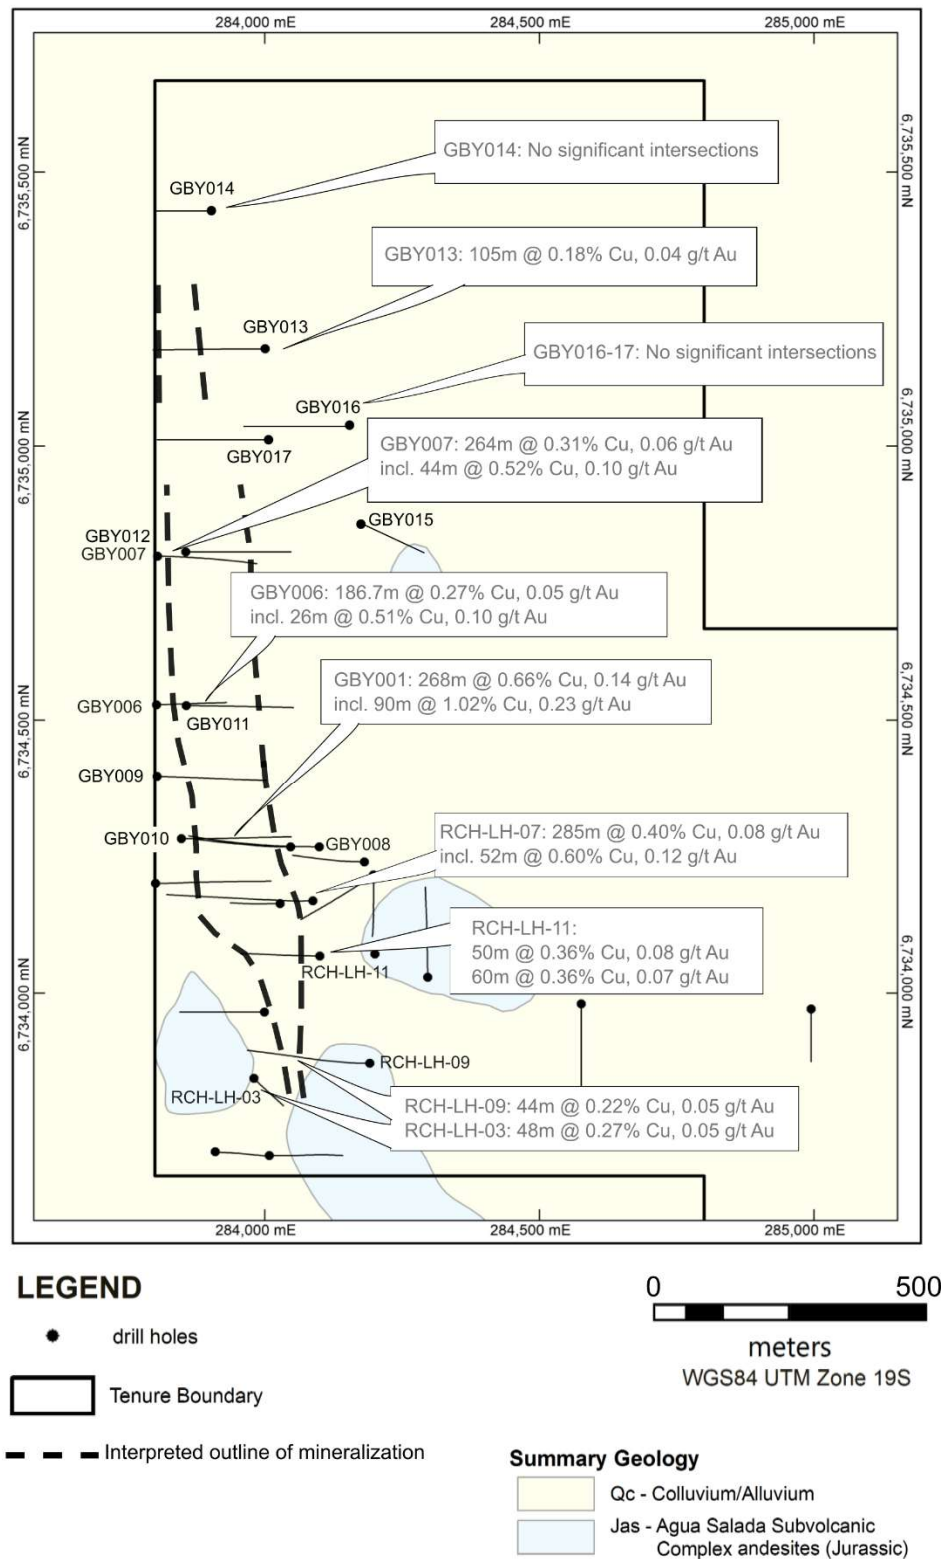 284,000 mE
284,500 mE
285,000 mE
6,735,500 mN
6,735,500 mN
GBY014: No significant intersections
GBY014
GBY013: 105m @ 0.18% Cu, 0.04 g/t Au
GBY013
GBY016-17: No significant intersections
GBY016
6,735,000 mN
6,735,000 mN
GBY017
GBY007: 264m @ 0.31% Cu, 0.06 g/t Au
incl. 44m @ 0.52% Cu, 0.10 g/t Au
GBY015
GBY012
GBY007
GBY006: 186.7m @ 0.27% Cu, 0.05 g/t Au
incl. 26m @ 0.51% Cu, 0.10 g/t Au
GBY001: 268m @ 0.66% Cu, 0.14 g/t Au
incl. 90m @ 1.02% Cu, 0.23 g/t Au
6,734,500 mN
6,734,500 mN
GBY006
GBY011
GBY009
GBY010
GBY008
RCH-LH-07: 285m @ 0.40% Cu, 0.08 g/t Au
incl. 52m @ 0.60% Cu, 0.12 g/t Au
RCH-LH-11:
50m @ 0.36% Cu, 0.08 g/t Au
60m @ 0.36% Cu, 0.07 g/t Au
RCH-LH-11
6,734,000 mN
6,734,000 mN
RCH-LH-09
RCH-LH-03
RCH-LH-09: 44m @ 0.22% Cu, 0.05 g/t Au
RCH-LH-03: 48m @ 0.27% Cu, 0.05 g/t Au
284,000 mE
284,500 mE
285,000 mE
LEGEND
drill holes
Tenure Boundary
Interpreted outline of mineralization
0 500
meters
WGS84 UTM Zone 19S
Summary Geology
Qc - Colluvium/Alluvium
Jas - Agua Salada Subvolcanic
Complex andesites (Jurassic)